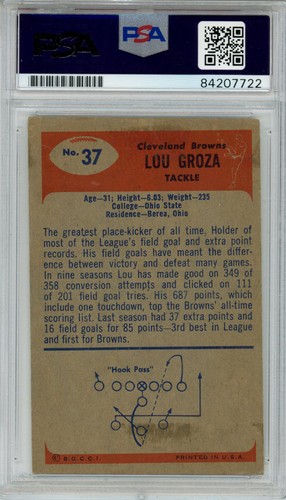 PSA
PSA
84207722
No. 37
Cleveland Browns
LOU GROZA
TACKLE
Age—31; Height—6.03; Weight—235
College—Ohio State
Residence—Berea, Ohio
The greatest place-kicker of all time, Holder of
most of the League's field goal and extra point
records. His field goals have meant the dif-
ference between victory and defeat many games.
In nine seasons Lou has made good on 349 of
358 conversion attempts and clicked on 111
of 201 field goal tries. His 687 points, which
include one touchdown, top the Browns' all-time
scoring list. Last season had 37 extra points and
16 field goals for 85 points—3rd best in League
and first for Browns.
"Hook Pass"
© B.G.C.C.I.
PRINTED IN U.S.A.